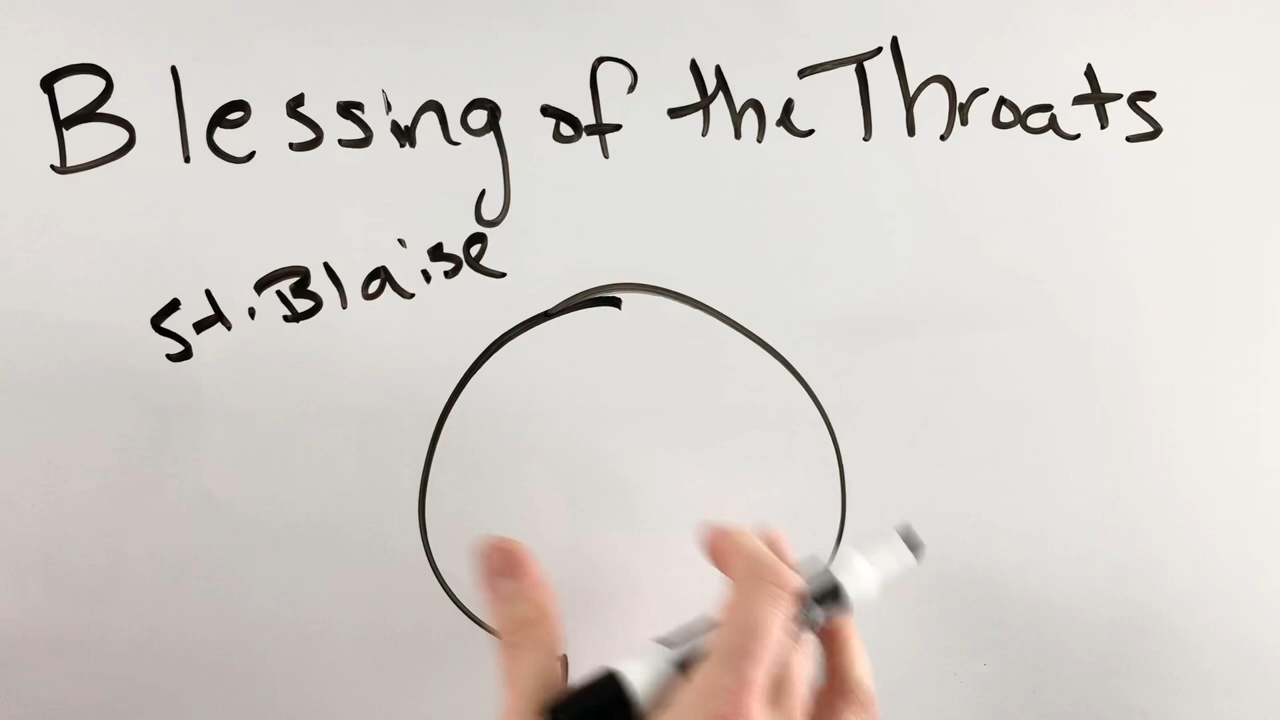 Blessing of the Throats
St. Blaise